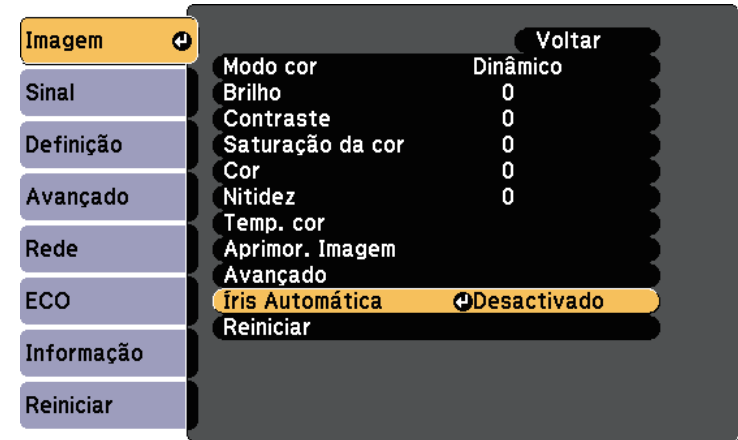 Imagem
Sinal
Definição
Avançado
Rede
ECO
Informação
Reiniciar
Voltar
Modo cor Dinâmico
Brilho 0
Contraste 0
Saturação da cor 0
Cor 0
Nitidez 0
Temp. cor
Aprimor. Imagem
Avançado
Íris Automática Desactivado
Reiniciar